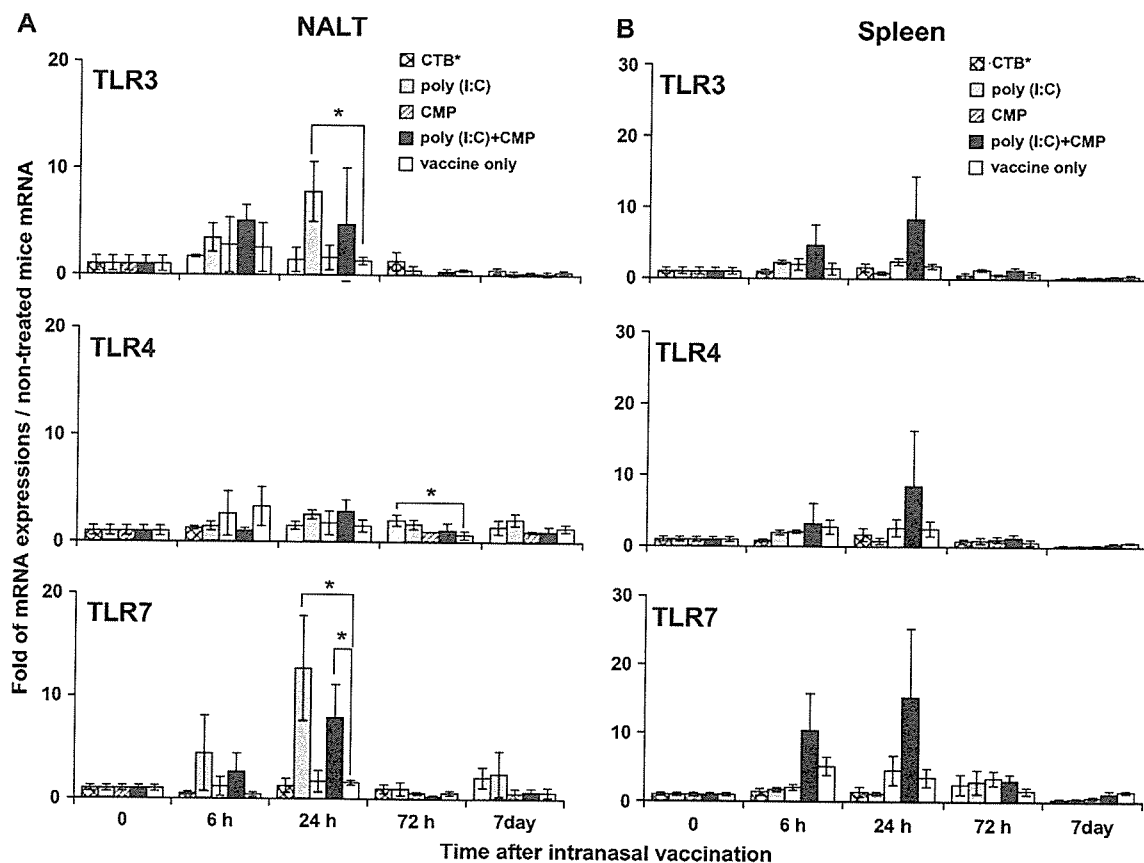 A
NALT
CTB*
poly (I:C)
CMP
poly (I:C)+CMP
vaccine only
TLR3
20
10
0
*
TLR4
20
10
0
*
TLR7
20
10
0
*
*
0
6 h
24 h
72 h
7day
B
Spleen
·CTB*
poly (I:C)
CMP
poly (I:C)+CMP
vaccine only
TLR3
30
20
10
0
TLR4
30
20
10
0
TLR7
30
20
10
0
0
6 h
24 h
72 h
7day
Fold of mRNA expressions / non-treated mice mRNA
Time after intranasal vaccination